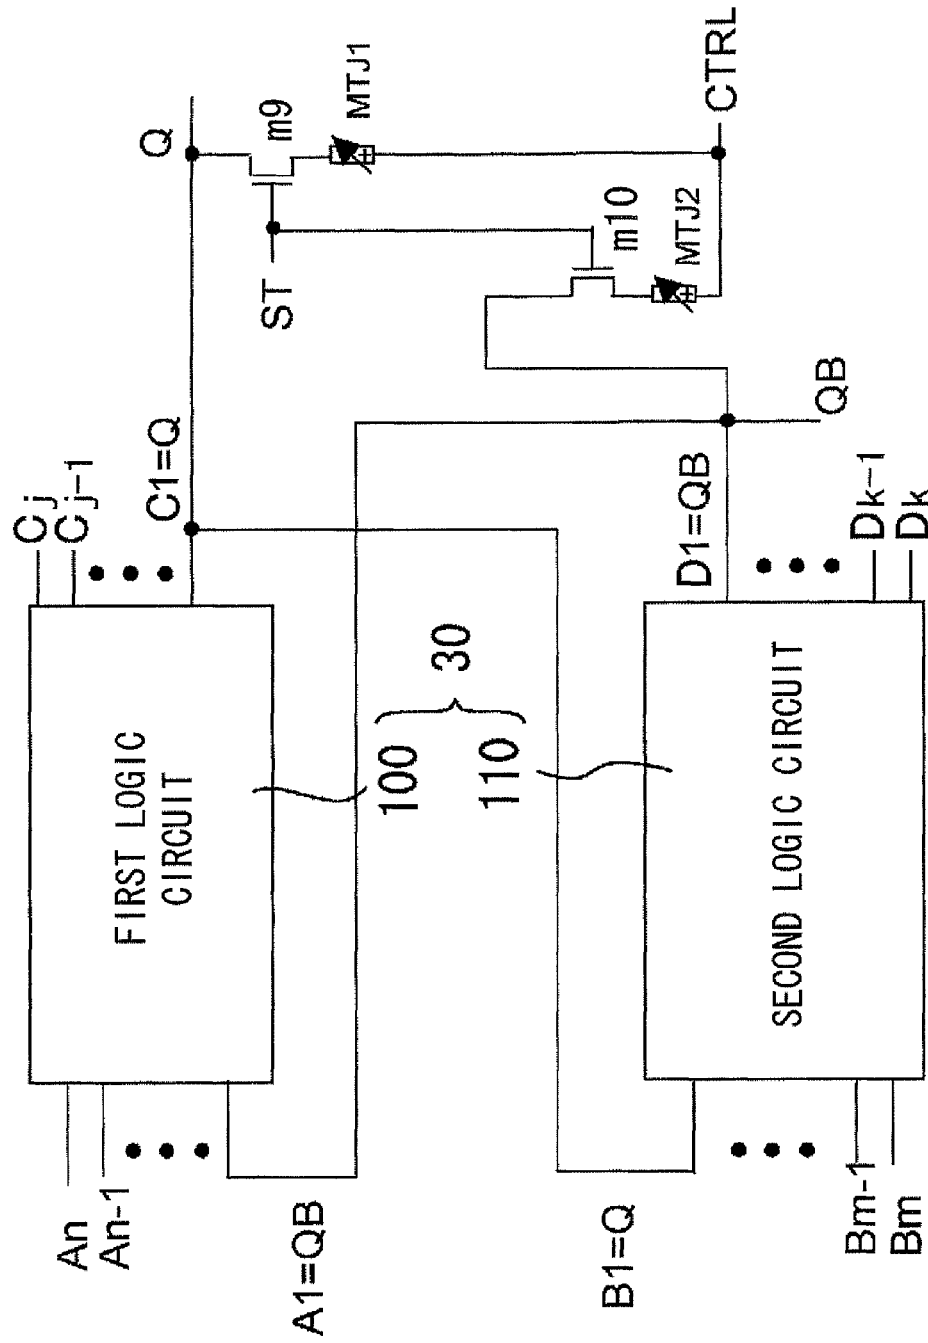 An
An-1
A1=QB
B1=Q
Bm-1
Bm
FIRST LOGIC
CIRCUIT
100
110
30
SECOND LOGIC CIRCUIT
Cj
Cj-1
C1=Q
D1=QB
Dk-1
Dk
Q
QB
ST
m9
MTJ1
m10
MTJ2
CTRL